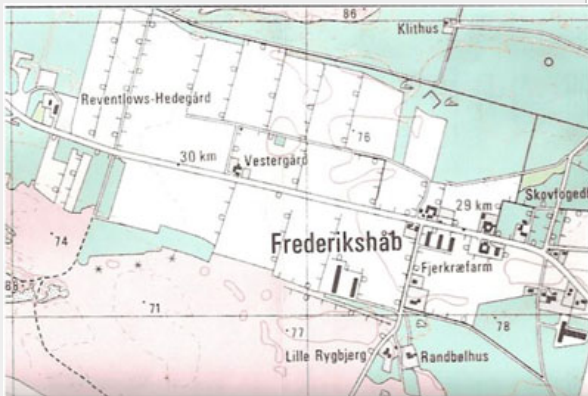 86
Klithus
Reventlows-Hedegård
76
30 km
Vestergård
29 km
Skovfoged
74
Frederikshåb
Fjerkræfarm
71
77
78
Lille Rygbjerg
Randbølhus